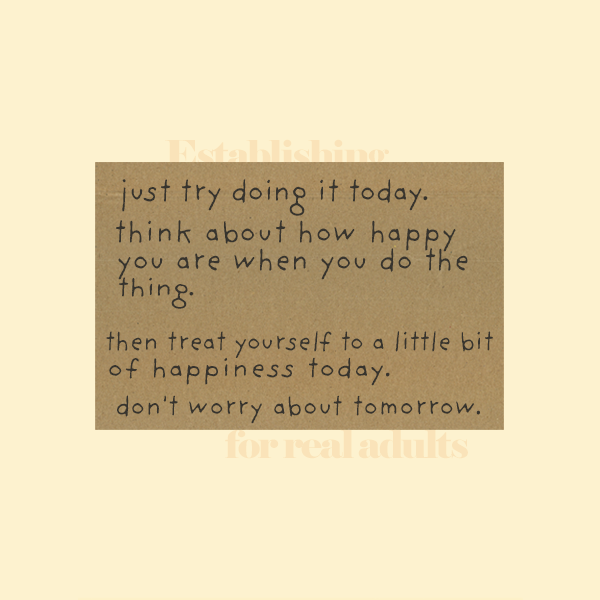 Establishing
just try doing it today.
think about how happy
you are when you do the
thing.
then treat yourself to a little bit
of happiness today.
don't worry about tomorrow.
for real adults